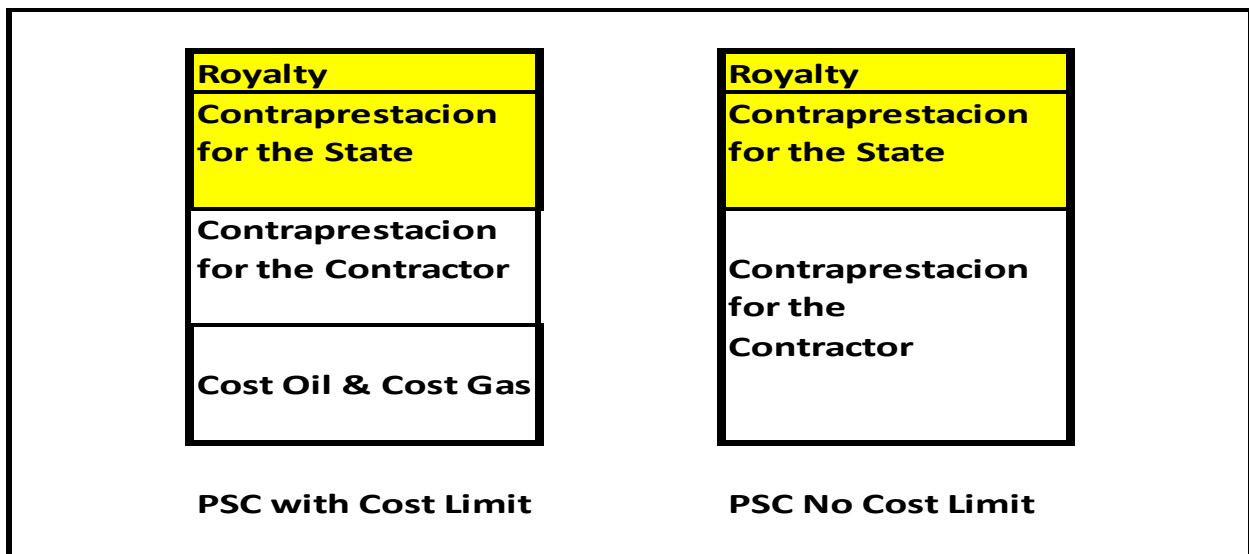 Royalty
Contraprestacion
for the State
Contraprestacion
for the Contractor
Cost Oil & Cost Gas
PSC with Cost Limit
Royalty
Contraprestacion
for the State
Contraprestacion
for the
Contractor
PSC No Cost Limit